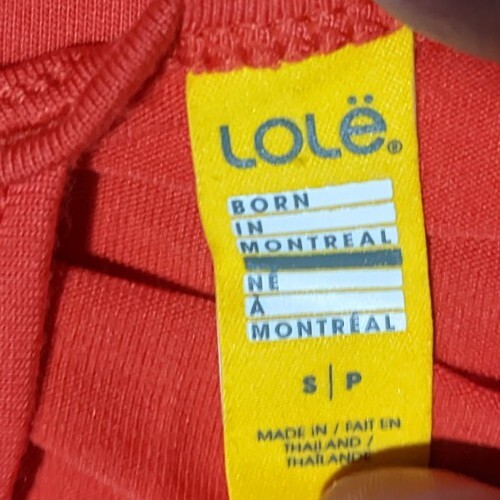 LOLË®
BORN
IN
MONTREAL
NÉ
À
MONTRÉAL
S | P
MADE IN / FAIT EN
THAILAND /
THAÏLANDE